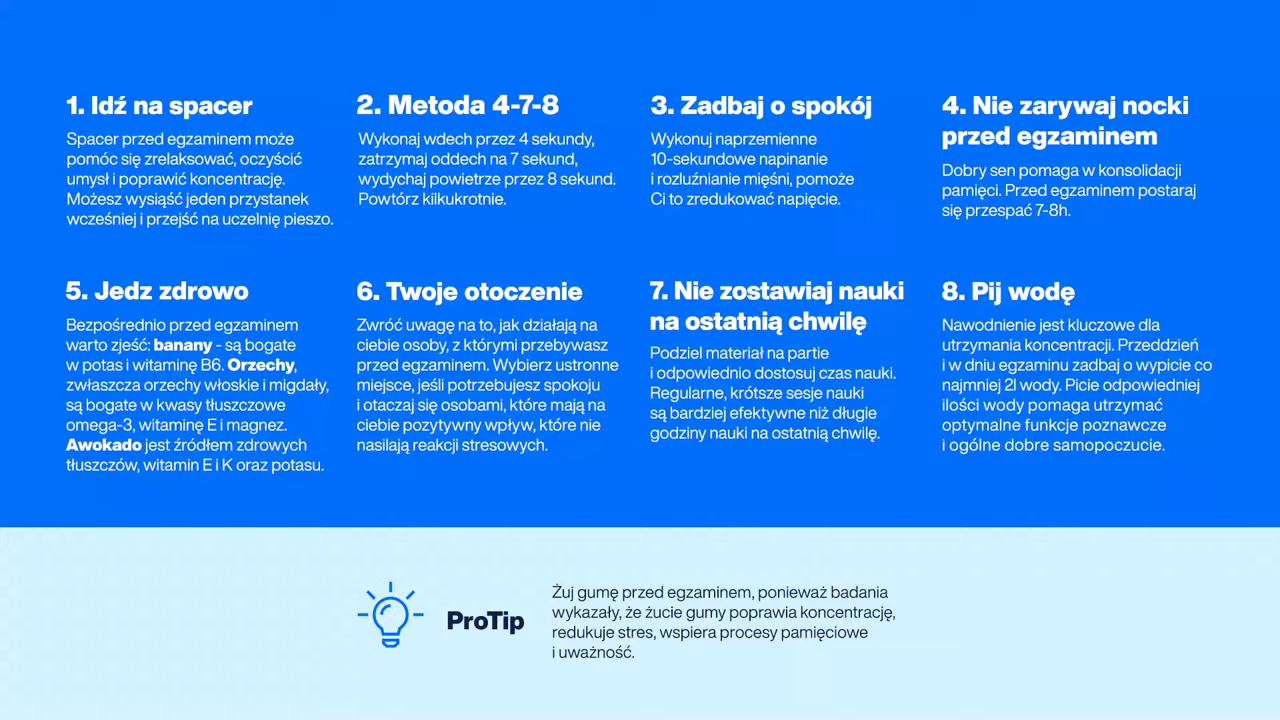 1. Idź na spacer
Spacer przed egzaminem może
pomóc się zrelaksować, oczyścić
umysł i poprawić koncentrację.
Możesz wysiąść jeden przystanek
wcześniej i przejść na uczelnię pieszo.
2. Metoda 4-7-8
Wykonaj wdech przez 4 sekundy,
zatrzymaj oddech na 7 sekund,
wydychaj powietrze przez 8 sekund.
Powtórz kilkukrotnie.
3. Zadbaj o spokój
Wykonuj naprzemienne
10-sekundowe napinanie
i rozluźnianie mięśni, pomoże
Ci to zredukować napięcie.
4. Nie zarywaj nocki
przed egzaminem
Dobry sen pomaga w konsolidacji
pamięci. Przed egzaminem postaraj
się przespać 7-8h.
5. Jedz zdrowo
Bezpośrednio przed egzaminem
warto zjeść: banany - są bogate
w potas i witaminę B6. Orzechy,
zwłaszcza orzechy włoskie i migdały,
są bogate w kwasy tłuszczowe
omega-3, witaminę E i magnez.
Awokado jest źródłem zdrowych
tłuszczów, witamin E i K oraz potasu.
6. Twoje otoczenie
Zwróć uwagę na to, jak działają na
ciebie osoby, z którymi przebywasz
przed egzaminem. Wybierz ustronne
miejsce, jeśli potrzebujesz spokoju
i otaczaj się osobami, które mają na
ciebie pozytywny wpływ, które nie
nasilają reakcji stresowych.
7. Nie zostawiaj nauki
na ostatnią chwilę
Podziel materiał na partie
i odpowiednio dostosuj czas nauki.
Regularne, krótsze sesje nauki
są bardziej efektywne niż długie
godziny nauki na ostatnią chwilę.
8. Pij wodę
Nawodnienie jest kluczowe dla
utrzymania koncentracji. Przeddzień
i w dniu egzaminu zadbaj o wypicie co
najmniej 2l wody. Picie odpowiedniej
ilości wody pomaga utrzymać
optymalne funkcje poznawcze
i ogólne dobre samopoczucie.
ProTip
Żuj gumę przed egzaminem, ponieważ badania
wykazały, że żucie gumy poprawia koncentrację,
redukuje stres, wspiera procesy pamięciowe
i uważność.